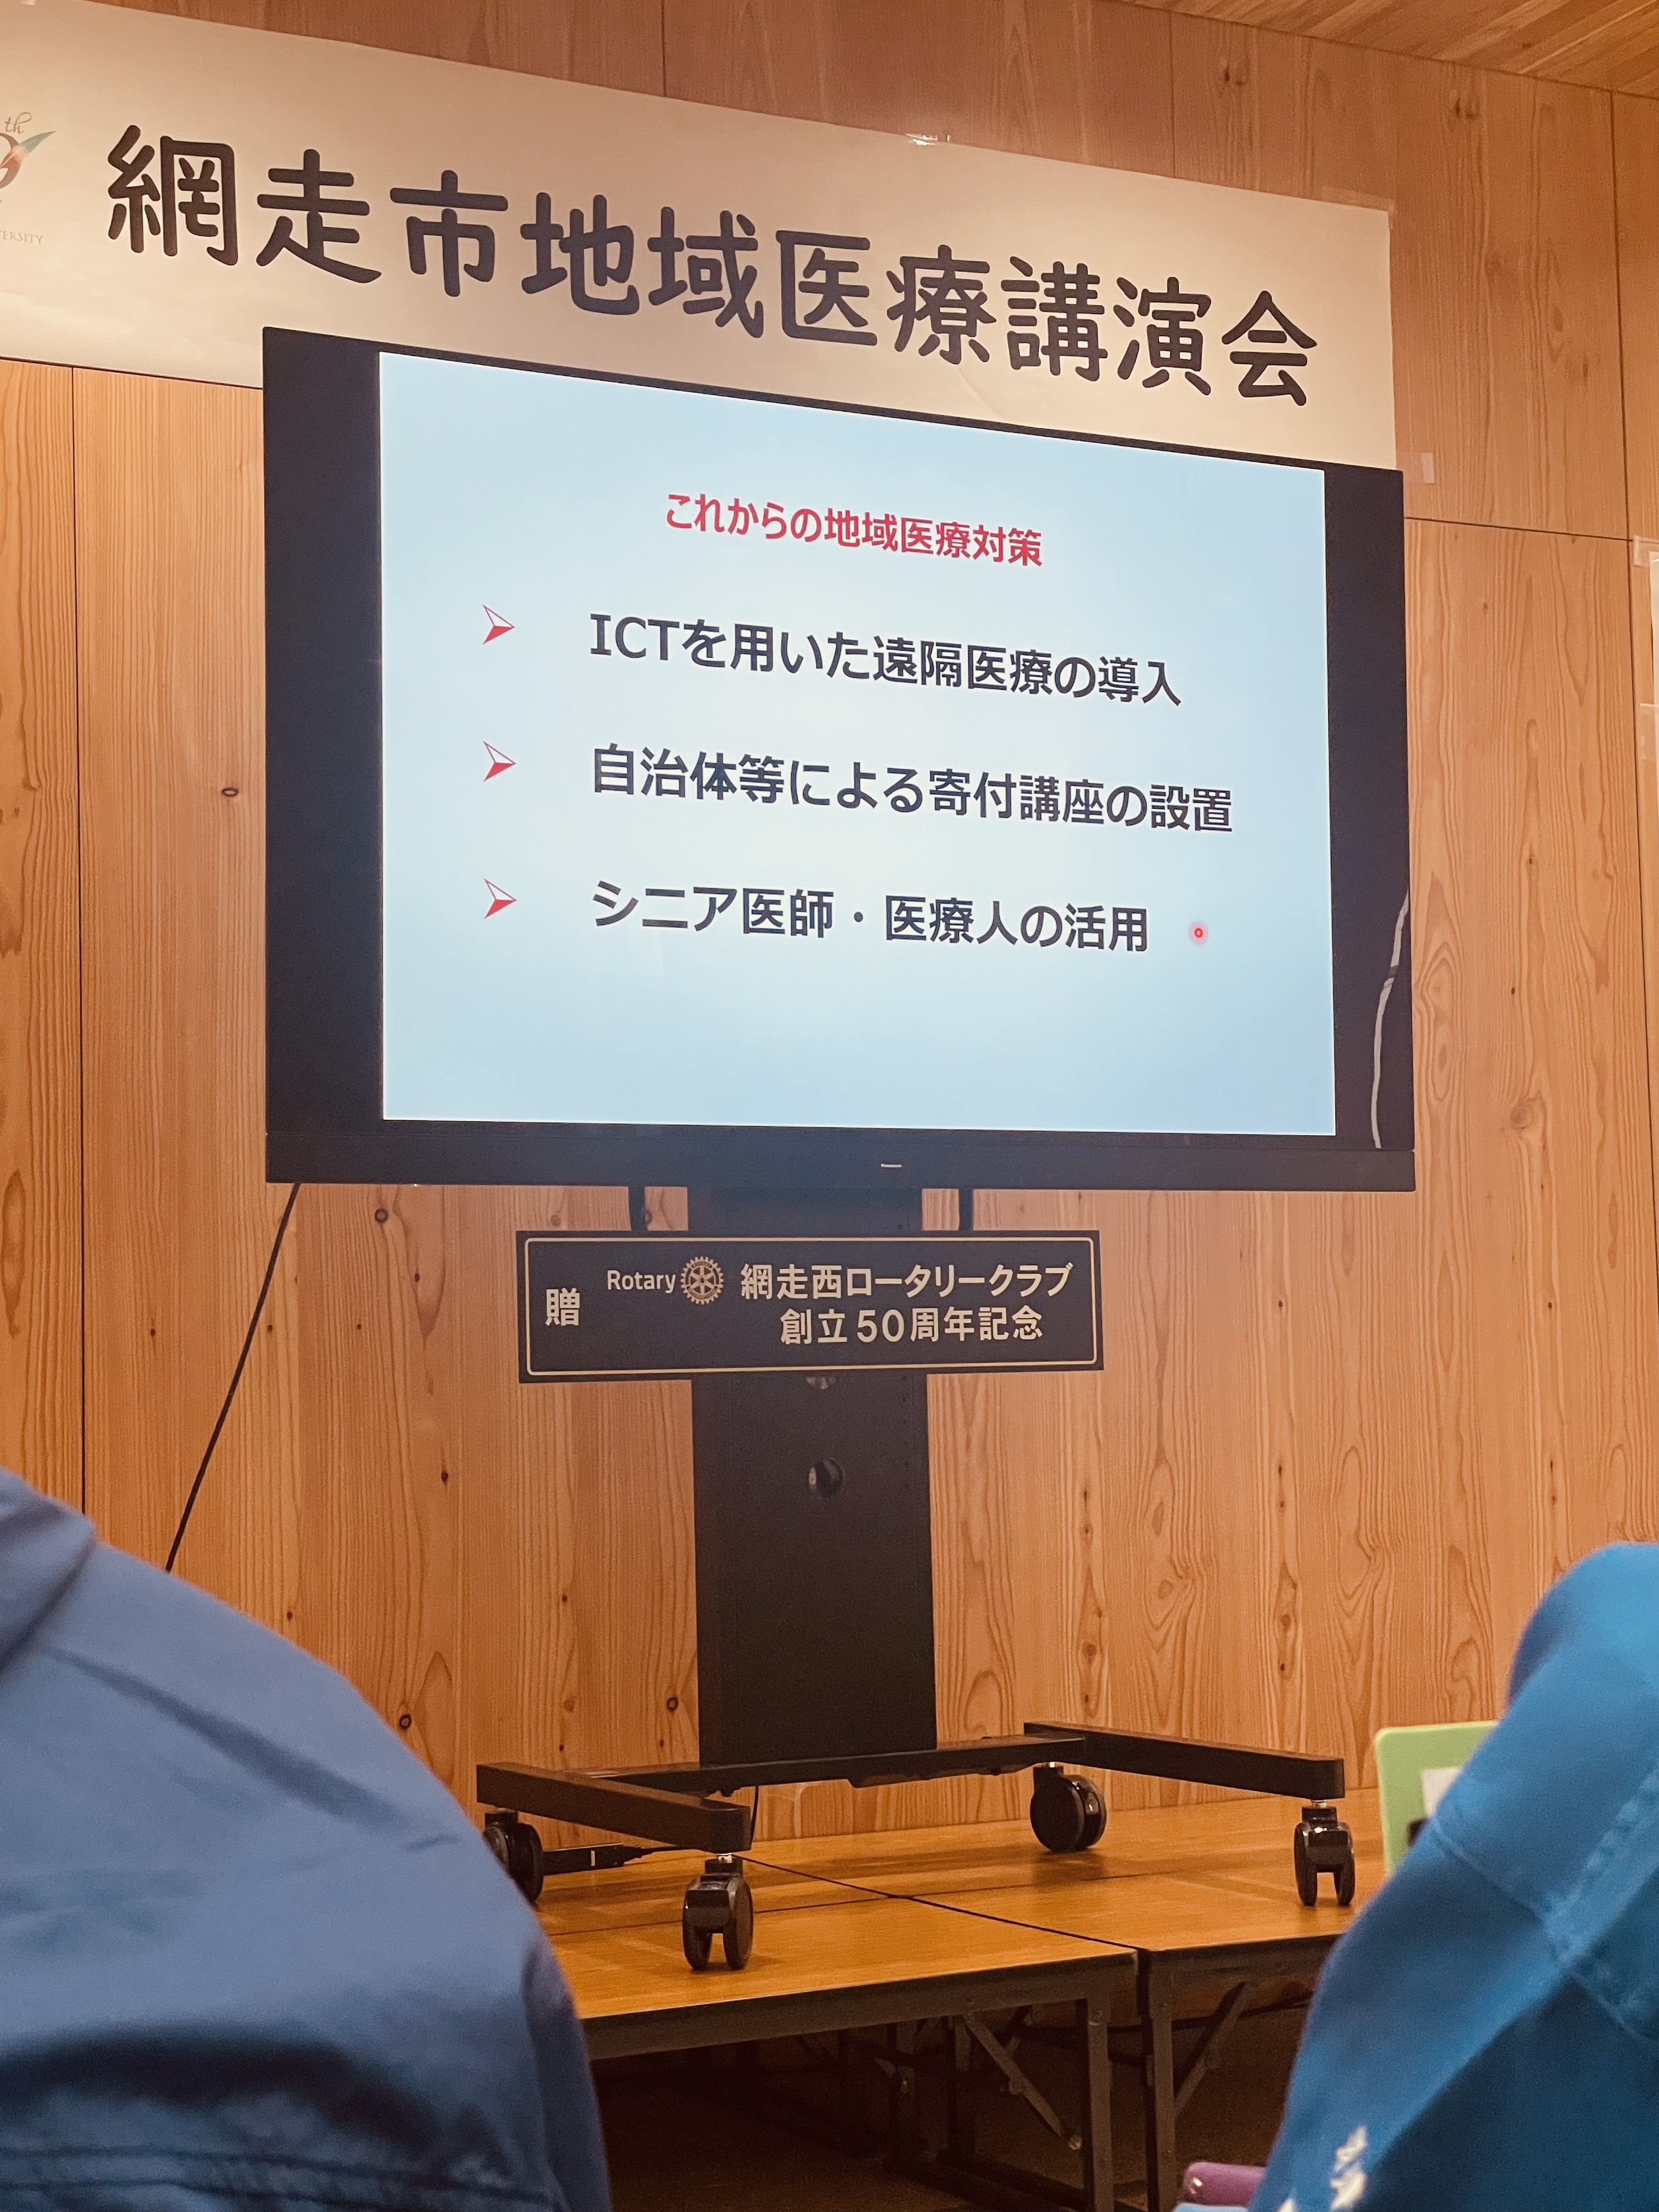 th
網走市地域医療講演会
これからの地域医療対策
ICTを用いた遠隔医療の導入
自治体等による寄付講座の設置
シニア医師・医療人の活用
贈
Rotary 網走西ロータリークラブ
創立50周年記念